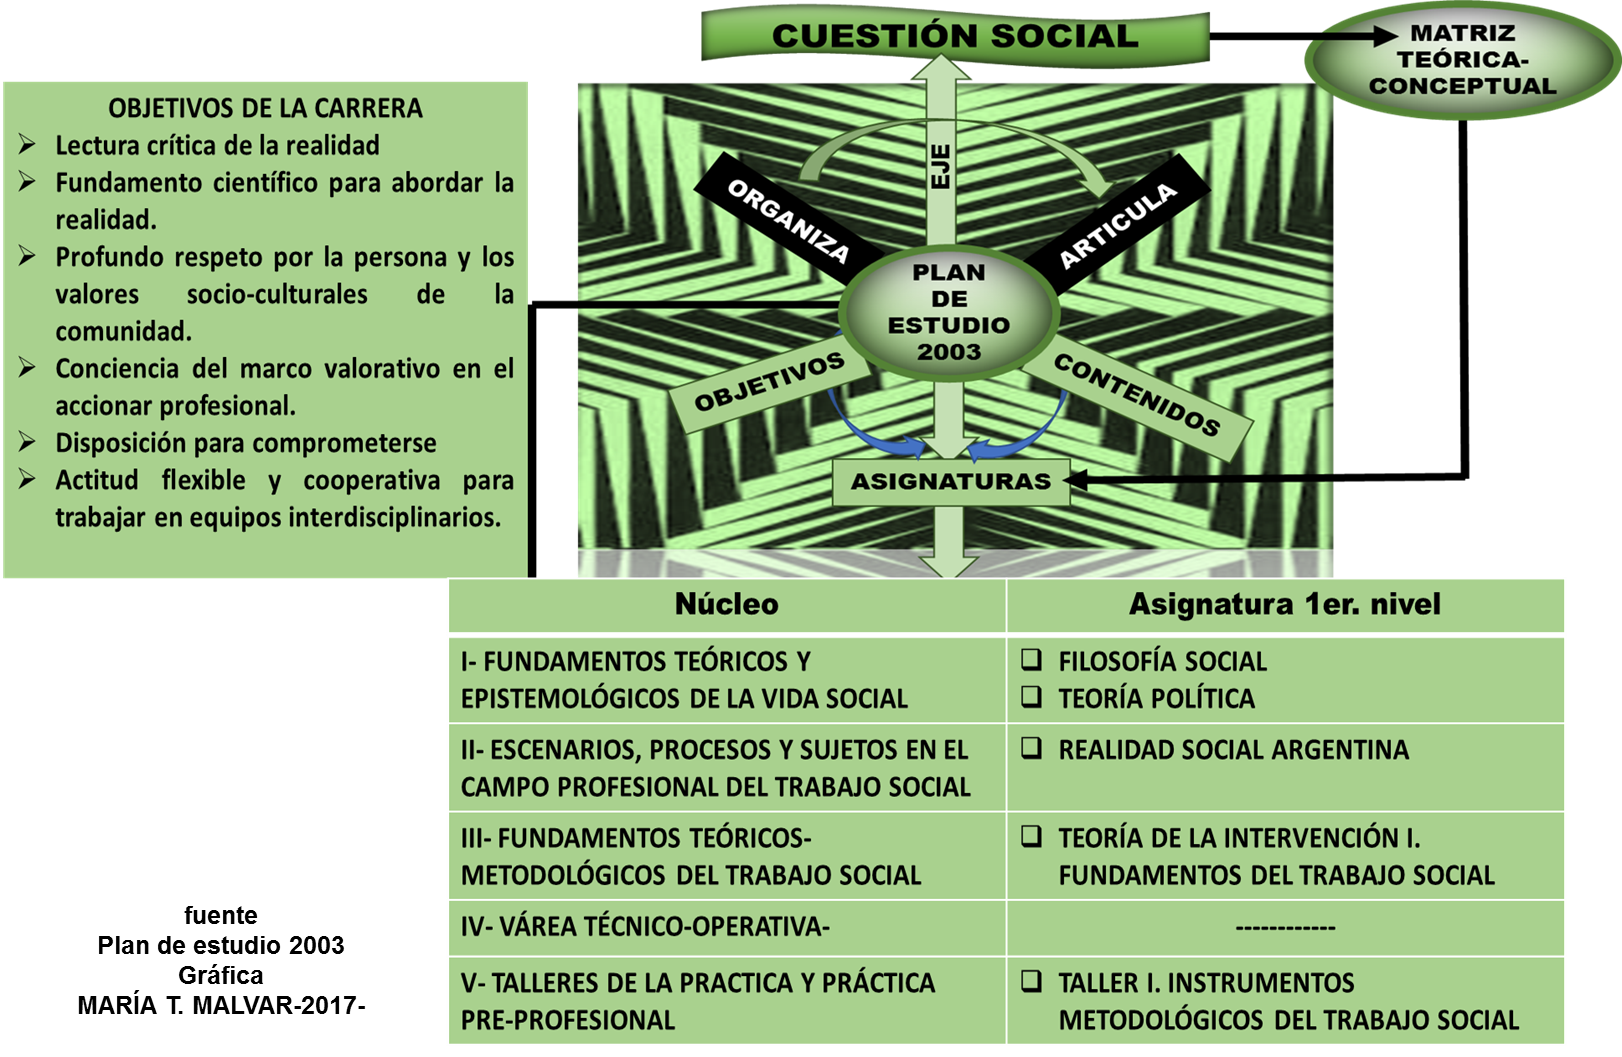 CUESTIÓN SOCIAL
MATRIZ
TEÓRICA-
CONCEPTUAL
OBJETIVOS DE LA CARRERA
Lectura crítica de la realidad
Fundamento científico para abordar la
realidad.
Profundo respeto por la persona y los
valores socio-culturales de la
comunidad.
Conciencia del marco valorativo en el
accionar profesional.
Disposición para comprometerse
Actitud flexible y cooperativa para
trabajar en equipos interdisciplinarios.
EJE
ORGANIZA
ARTICULA
PLAN
DE
ESTUDIO
2003
OBJETIVOS
CONTENIDOS
ASIGNATURAS
Núcleo
Asignatura 1er. nivel
I- FUNDAMENTOS TEÓRICOS Y
EPISTEMOLÓGICOS DE LA VIDA SOCIAL
FILOSOFÍA SOCIAL
TEORÍA POLÍTICA
II- ESCENARIOS, PROCESOS Y SUJETOS EN EL
CAMPO PROFESIONAL DEL TRABAJO SOCIAL
REALIDAD SOCIAL ARGENTINA
III- FUNDAMENTOS TEÓRICOS-
METODOLÓGICOS DEL TRABAJO SOCIAL
TEORÍA DE LA INTERVENCIÓN I.
FUNDAMENTOS DEL TRABAJO SOCIAL
IV- VÁREA TÉCNICO-OPERATIVA-
------------
V- TALLERES DE LA PRACTICA Y PRÁCTICA
PRE-PROFESIONAL
TALLER I. INSTRUMENTOS
METODOLÓGICOS DEL TRABAJO SOCIAL
fuente
Plan de estudio 2003
Gráfica
MARÍA T. MALVAR-2017-